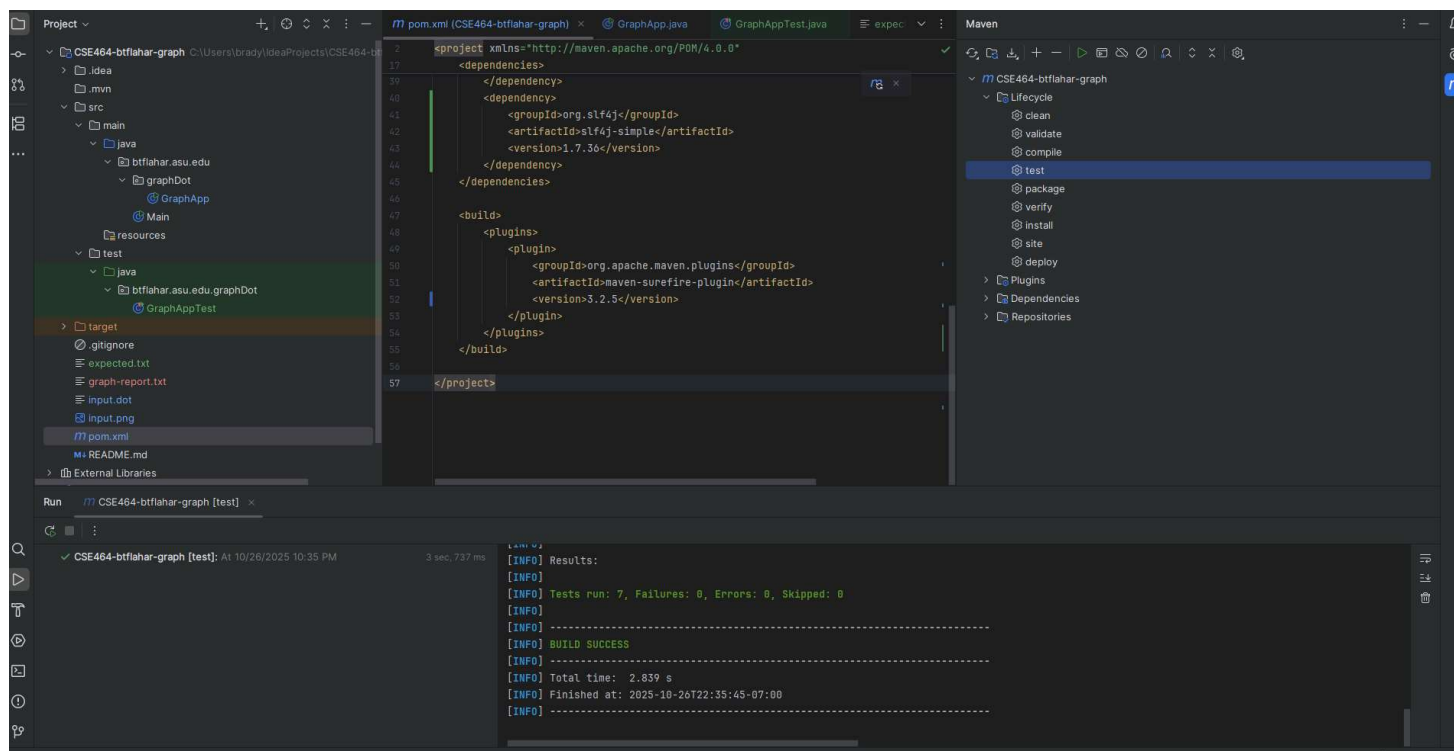 Project
CSE464-btflahar-graph C:\Users\brady\IdeaProjects\CSE464-bt
.idea
.mvn
src
main
java
btflahar.asu.edu
graphDot
GraphApp
Main
resources
test
java
btflahar.asu.edu.graphDot
GraphAppTest
target
.gitignore
expected.txt
graph-report.txt
input.dot
input.png
pom.xml
README.md
External Libraries
pom.xml (CSE464-btflahar-graph) GraphApp.java GraphAppTest.java expec
2 <project xmlns="http://maven.apache.org/POM/4.0.0"
17 <dependencies>
39 </dependency>
40 <dependency>
41 <groupId>org.slf4j</groupId>
42 <artifactId>slf4j-simple</artifactId>
43 <version>1.7.36</version>
44 </dependency>
45 </dependencies>
46
47 <build>
48 <plugins>
49 <plugin>
50 <groupId>org.apache.maven.plugins</groupId>
51 <artifactId>maven-surefire-plugin</artifactId>
52 <version>3.2.5</version>
53 </plugin>
54 </plugins>
55 </build>
56
57 </project>
Maven
CSE464-btflahar-graph
Lifecycle
clean
validate
compile
test
package
verify
install
site
deploy
Plugins
Dependencies
Repositories
Run CSE464-btflahar-graph [test]
CSE464-btflahar-graph [test]: At 10/26/2025 10:35 PM 3 sec, 737 ms
[INFO]
[INFO] Results:
[INFO]
[INFO] Tests run: 7, Failures: 0, Errors: 0, Skipped: 0
[INFO]
[INFO] ------------------------------------------------------------------------
[INFO] BUILD SUCCESS
[INFO] ------------------------------------------------------------------------
[INFO] Total time: 2.839 s
[INFO] Finished at: 2025-10-26T22:35:45-07:00
[INFO] ------------------------------------------------------------------------